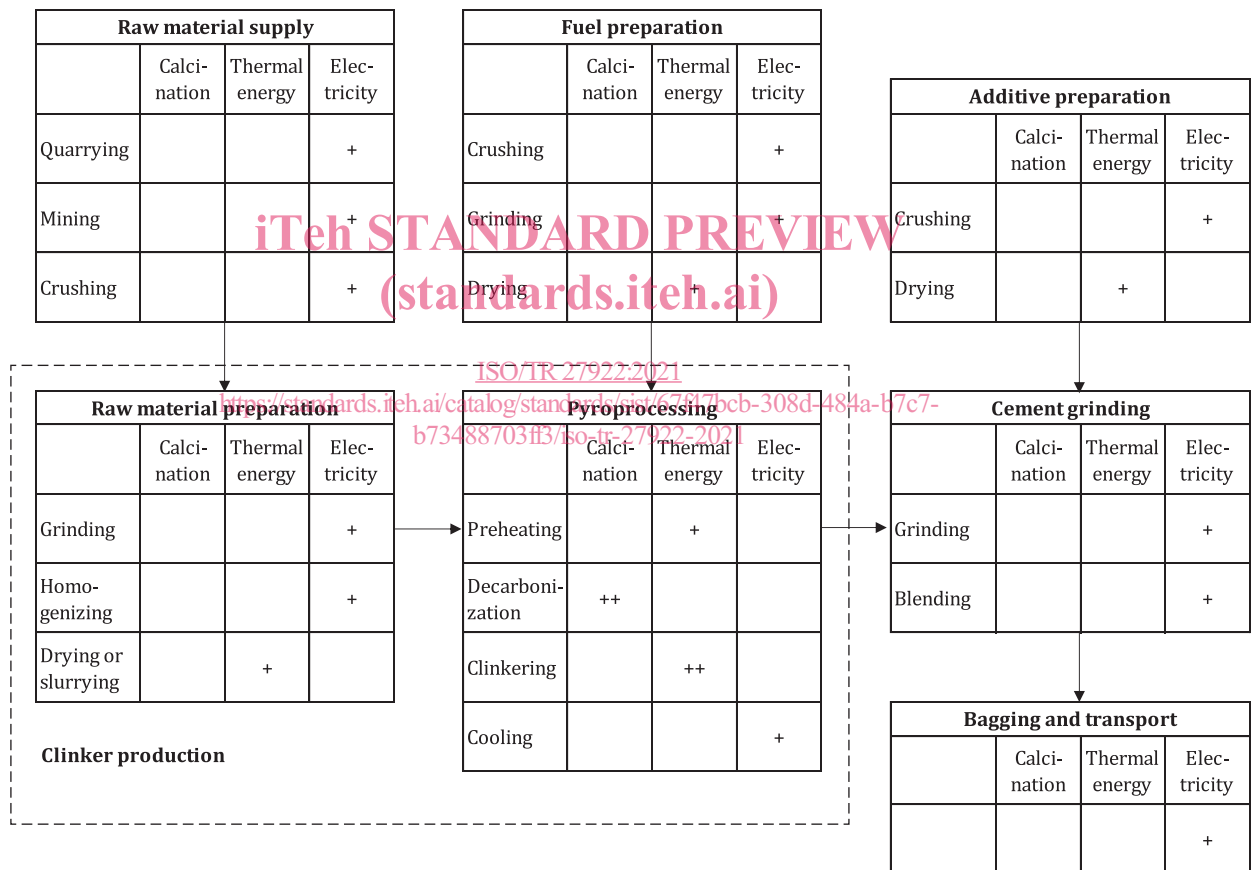 Raw material supply
Calci-
nation
Thermal
energy
Elec-
tricity
Quarrying +
Mining +
Crushing +
Fuel preparation
Calci-
nation
Thermal
energy
Elec-
tricity
Crushing +
Grinding +
Drying +
Additive preparation
Calci-
nation
Thermal
energy
Elec-
tricity
Crushing +
Drying +
iTeh STANDARD PREVIEW
(standards.iteh.ai)
ISO/TR 27922:2021
https://standards.iteh.ai/catalog/standards/sist/67f17bcb-308d-484a-b7c7-
b73488703ff3/iso-tr-27922-2021
Raw material preparation
Calci-
nation
Thermal
energy
Elec-
tricity
Grinding +
Homo-
genizing +
Drying or
slurrying +
Clinker production
Pyroprocessing
Calci-
nation
Thermal
energy
Elec-
tricity
Preheating +
Decarboni-
zation ++
Clinkering ++
Cooling +
Cement grinding
Calci-
nation
Thermal
energy
Elec-
tricity
Grinding +
Blending +
Bagging and transport
Calci-
nation
Thermal
energy
Elec-
tricity
+